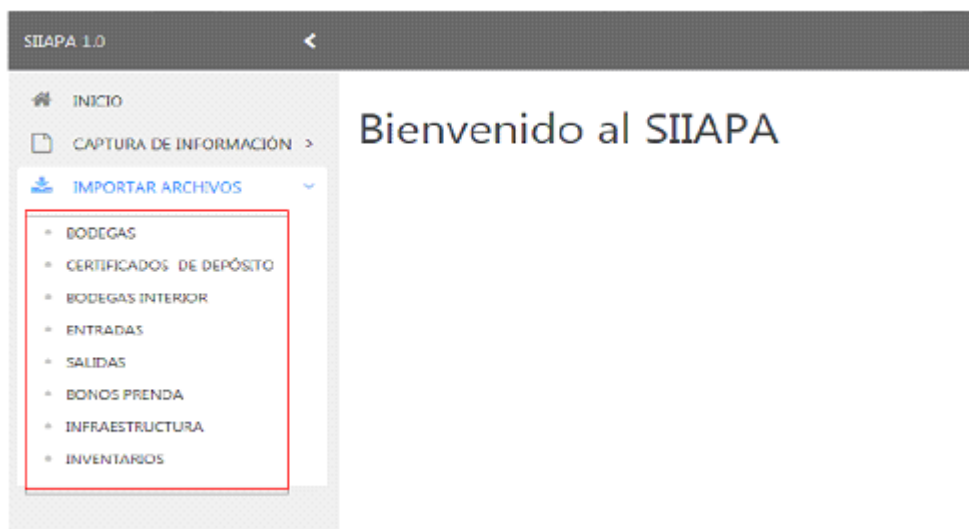 SIIAPA 1.0
INICIO
CAPTURA DE INFORMACIÓN
IMPORTAR ARCHIVOS
BODEGAS
CERTIFICADOS DE DEPÓSITO
BODEGAS INTERIOR
ENTRADAS
SALIDAS
BONOS PRENDA
INFRAESTRUCTURA
INVENTARIOS
Bienvenido al SIIAPA